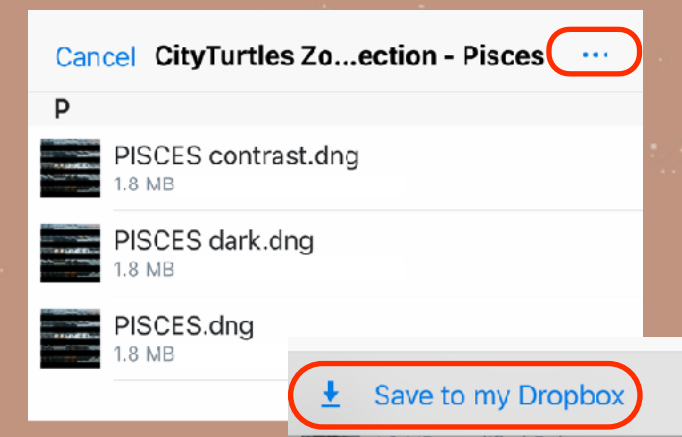 Cancel CityTurtles Zo...ection - Pisces ...
P
PISCES contrast.dng
1.8 MB
PISCES dark.dng
1.8 MB
PISCES.dng
1.8 MB
Save to my Dropbox